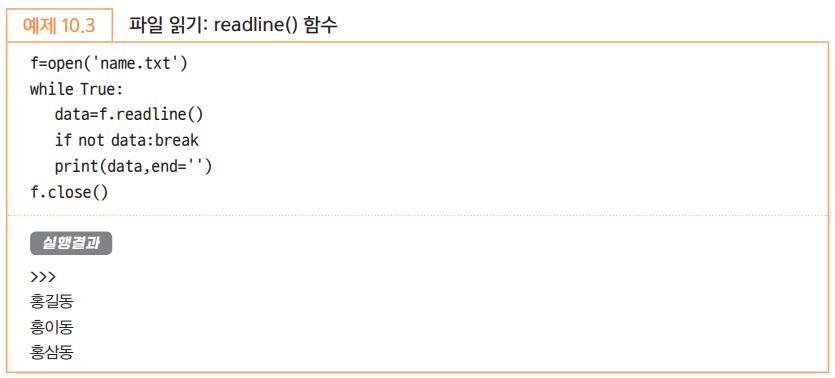 예제 10.3 파일 읽기: readline() 함수
f=open('name.txt')
while True:
data=f.readline()
if not data:break
print(data,end='')
f.close()
실행결과
>>>
홍길동
홍이동
홍삼동